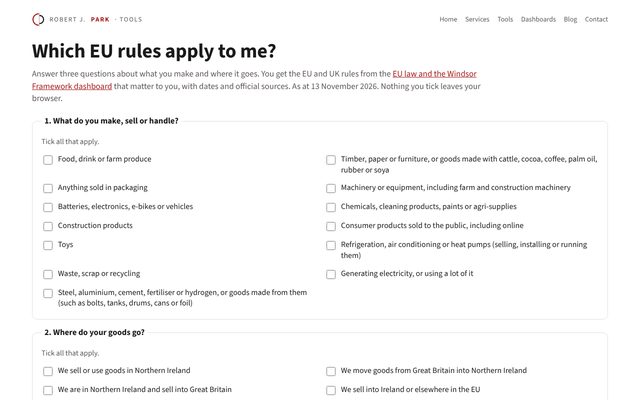 ROBERT J. PARK · TOOLS
Home Services Tools Dashboards Blog Contact
Which EU rules apply to me?
Answer three questions about what you make and where it goes. You get the EU and UK rules from the EU law and the Windsor
Framework dashboard that matter to you, with dates and official sources. As at 13 November 2026. Nothing you tick leaves your
browser.
1. What do you make, sell or handle?
Tick all that apply.
Food, drink or farm produce
Timber, paper or furniture, or goods made with cattle, cocoa, coffee, palm oil,
rubber or soya
Anything sold in packaging
Machinery or equipment, including farm and construction machinery
Batteries, electronics, e-bikes or vehicles
Chemicals, cleaning products, paints or agri-supplies
Construction products
Consumer products sold to the public, including online
Toys
Refrigeration, air conditioning or heat pumps (selling, installing or running
them)
Waste, scrap or recycling
Generating electricity, or using a lot of it
Steel, aluminium, cement, fertiliser or hydrogen, or goods made from them
(such as bolts, tanks, drums, cans or foil)
2. Where do your goods go?
Tick all that apply.
We sell or use goods in Northern Ireland
We move goods from Great Britain into Northern Ireland
We are in Northern Ireland and sell into Great Britain
We sell into Ireland or elsewhere in the EU